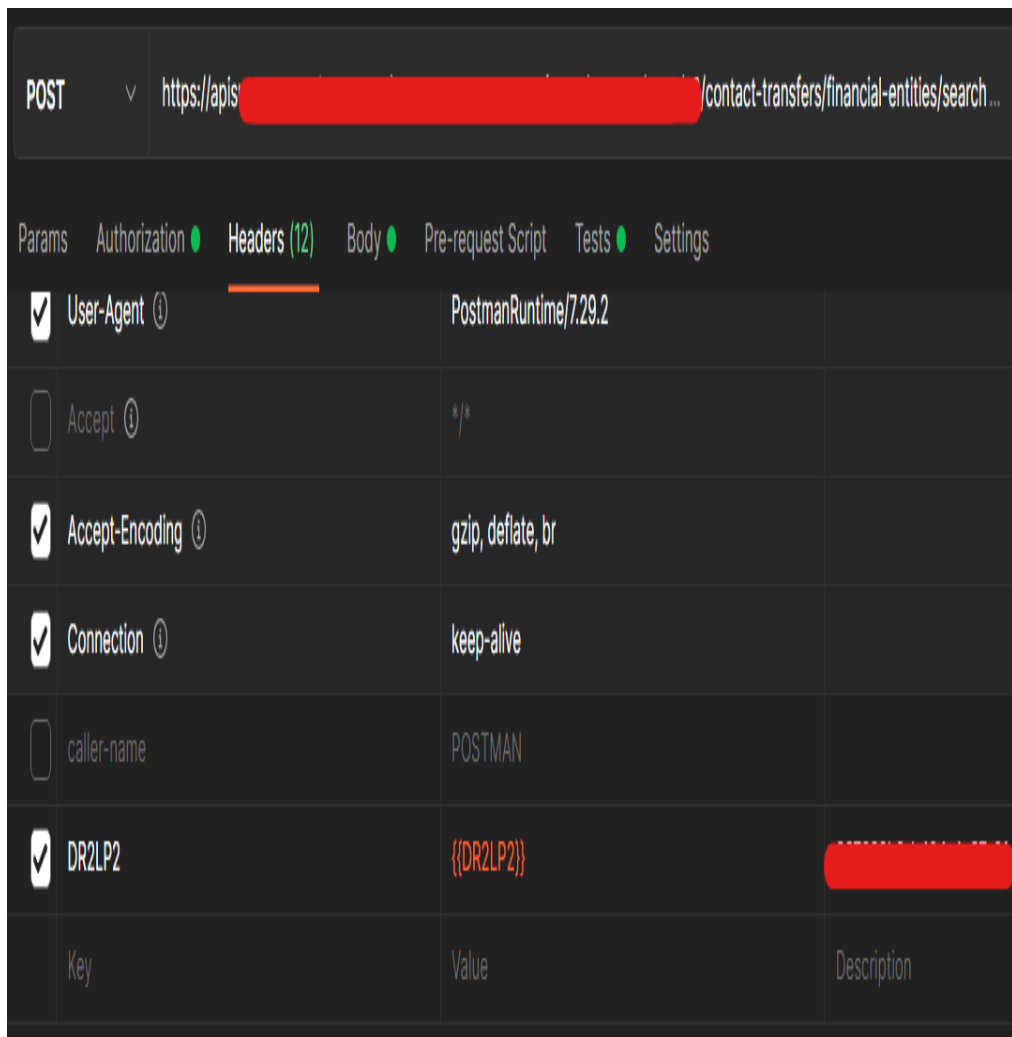 POST https://apis /contact-transfers/financial-entities/search...
Params Authorization Headers (12) Body Pre-request Script Tests Settings
User-Agent PostmanRuntime/7.29.2
Accept */*
Accept-Encoding gzip, deflate, br
Connection keep-alive
caller-name POSTMAN
DR2LP2 {{DR2LP2}}
Key Value Description